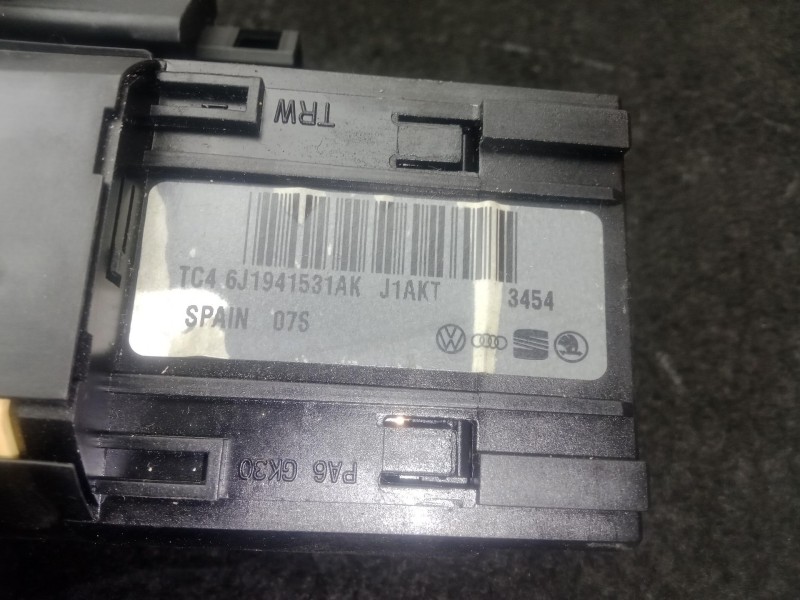 TRW
TC4 6J1941531AK J1AKT 3454
SPAIN 07S
PA6 GK30